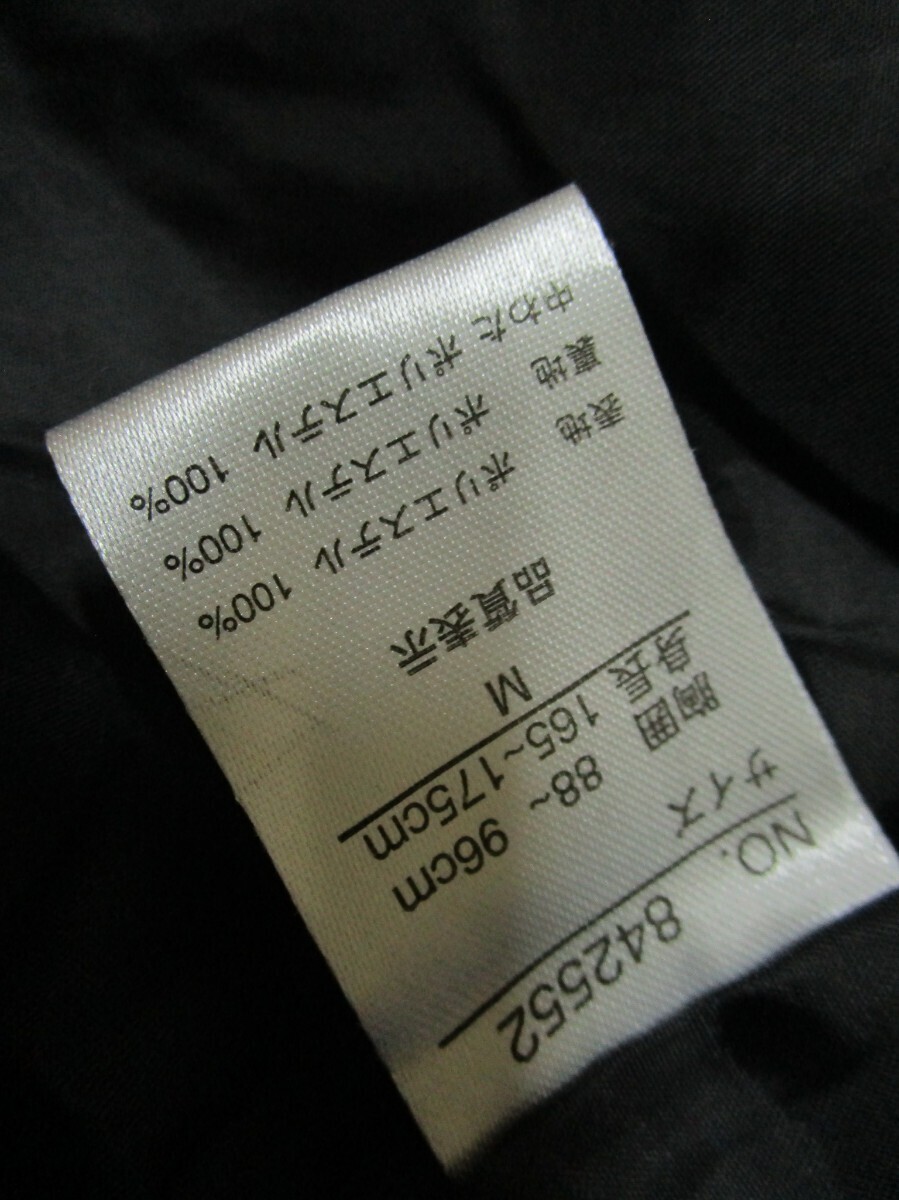 NO. 842552
サイズ
胸囲 88~ 96cm
身長 165~175cm
M
品質表示
表地 ポリエステル 100%
裏地 ポリエステル 100%
中わた ポリエステル 100%